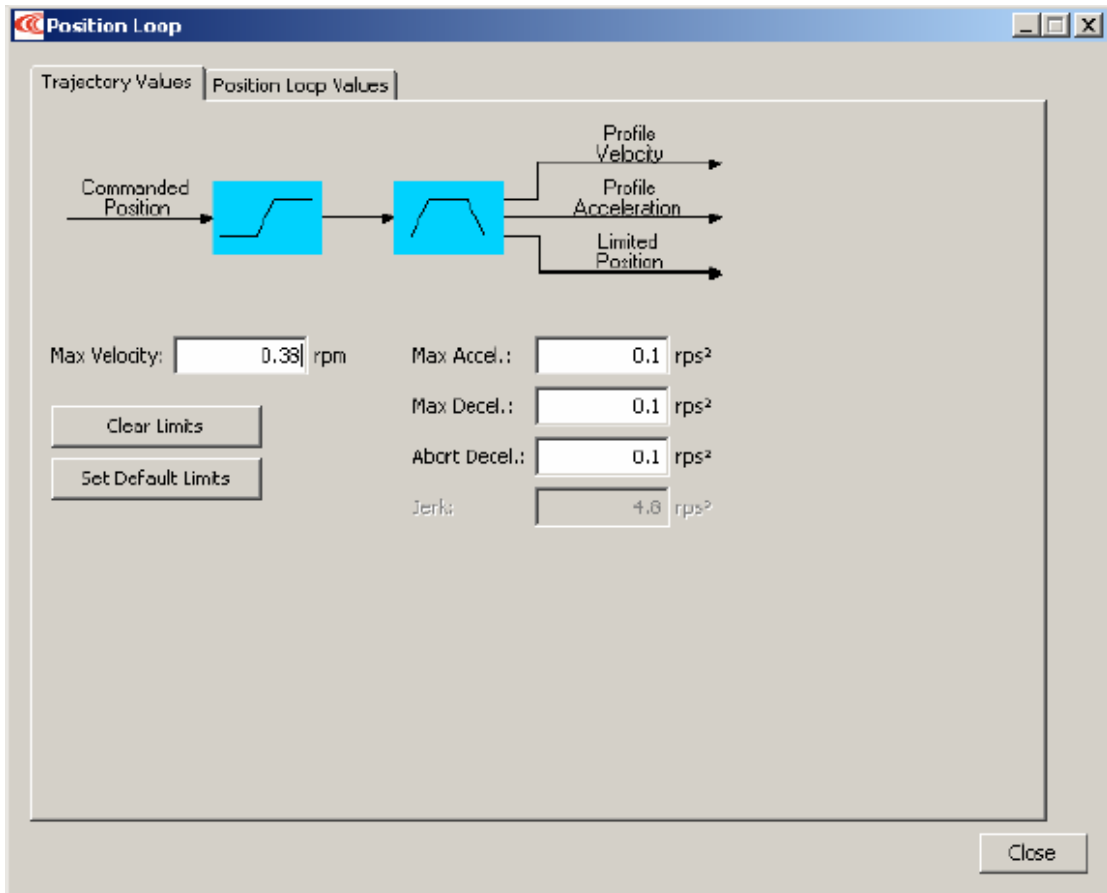 Position Loop
Trajectory Values
Position Loop Values
Commanded
Position
Profile
Velocity
Profile
Acceleration
Limited
Position
Max Velocity: 0.38 rpm
Max Accel.: 0.1 rps²
Max Decel.: 0.1 rps²
Abort Decel.: 0.1 rps²
Jerk: 4.8 rps³
Clear Limits
Set Default Limits
Close